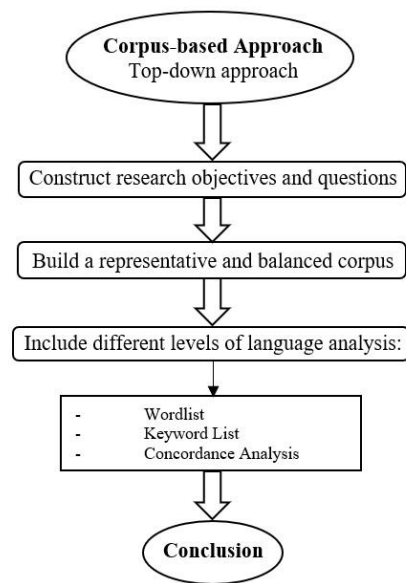 Corpus-based Approach
Top-down approach
Construct research objectives and questions
Build a representative and balanced corpus
Include different levels of language analysis:
- Wordlist
- Keyword List
- Concordance Analysis
Conclusion